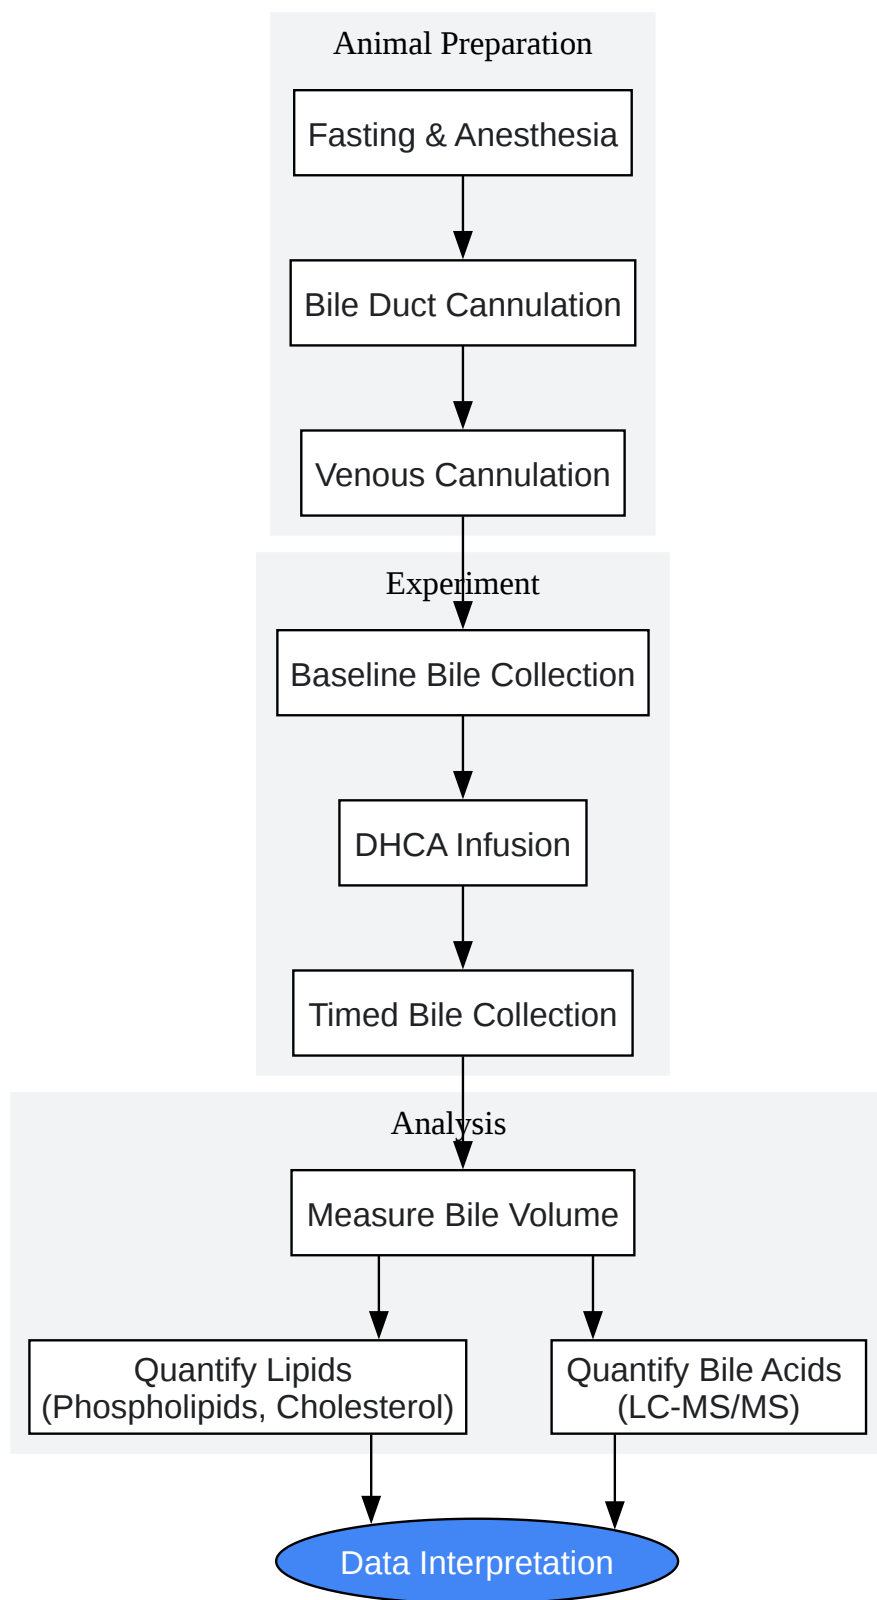 Animal Preparation
Fasting & Anesthesia
Bile Duct Cannulation
Venous Cannulation
Experiment
Baseline Bile Collection
DHCA Infusion
Timed Bile Collection
Analysis
Measure Bile Volume
Quantify Lipids
(Phospholipids, Cholesterol)
Quantify Bile Acids
(LC-MS/MS)
Data Interpretation